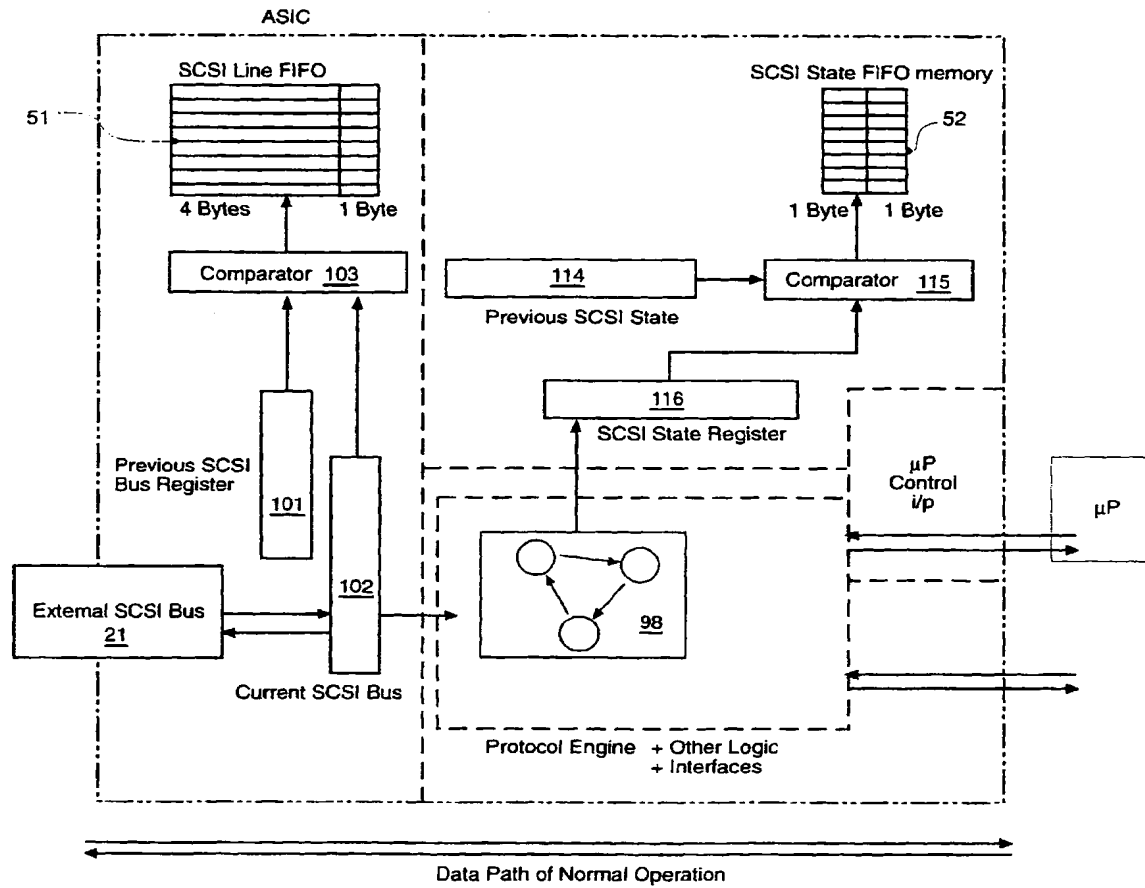 ASIC
SCSI Line FIFO
SCSI State FIFO memory
51
52
4 Bytes
1 Byte
1 Byte
1 Byte
Comparator 103
114
Comparator 115
Previous SCSI State
116
SCSI State Register
Previous SCSI
Bus Register
101
102
µP
Control
i/p
µP
External SCSI Bus
21
98
Current SCSI Bus
Protocol Engine + Other Logic
+ Interfaces
Data Path of Normal Operation